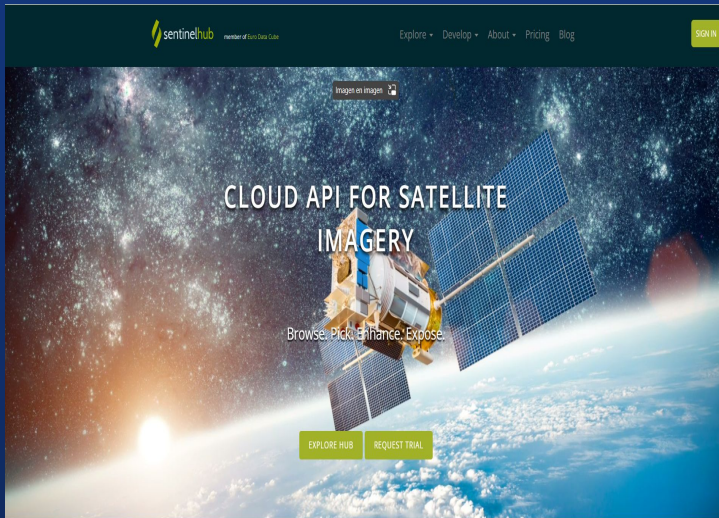 sentinelhub member of Euro Data Cube Explore Develop About Pricing Blog SIGN IN
Imagen en imagen
CLOUD API FOR SATELLITE
IMAGERY
Browse. Pick. Enhance. Expose.
EXPLORE HUB REQUEST TRIAL